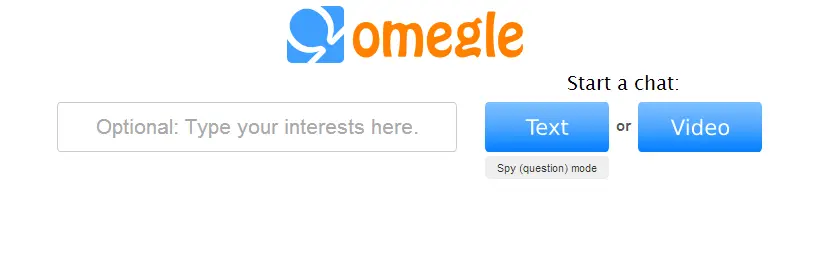 omegle
Start a chat:
Optional: Type your interests here.
Text or Video
Spy (question) mode